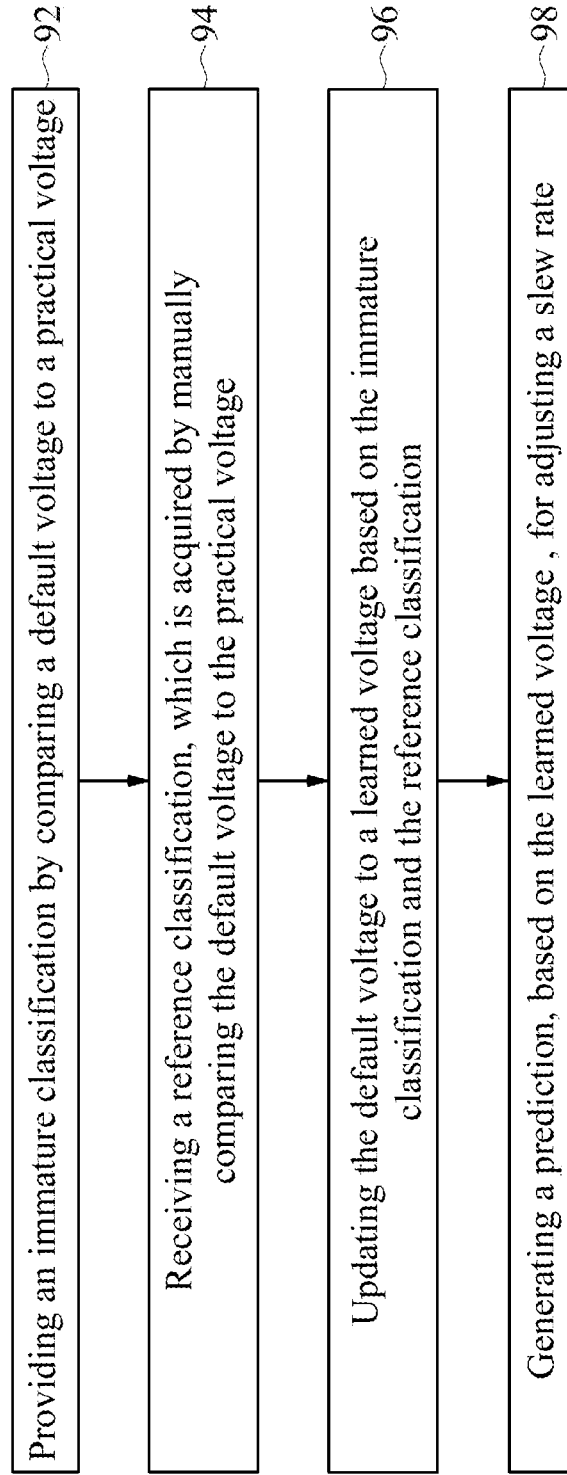 Providing an immature classification by comparing a default voltage to a practical voltage
92
Receiving a reference classification, which is acquired by manually
comparing the default voltage to the practical voltage
94
Updating the default voltage to a learned voltage based on the immature
classification and the reference classification
96
Generating a prediction, based on the learned voltage , for adjusting a slew rate
98